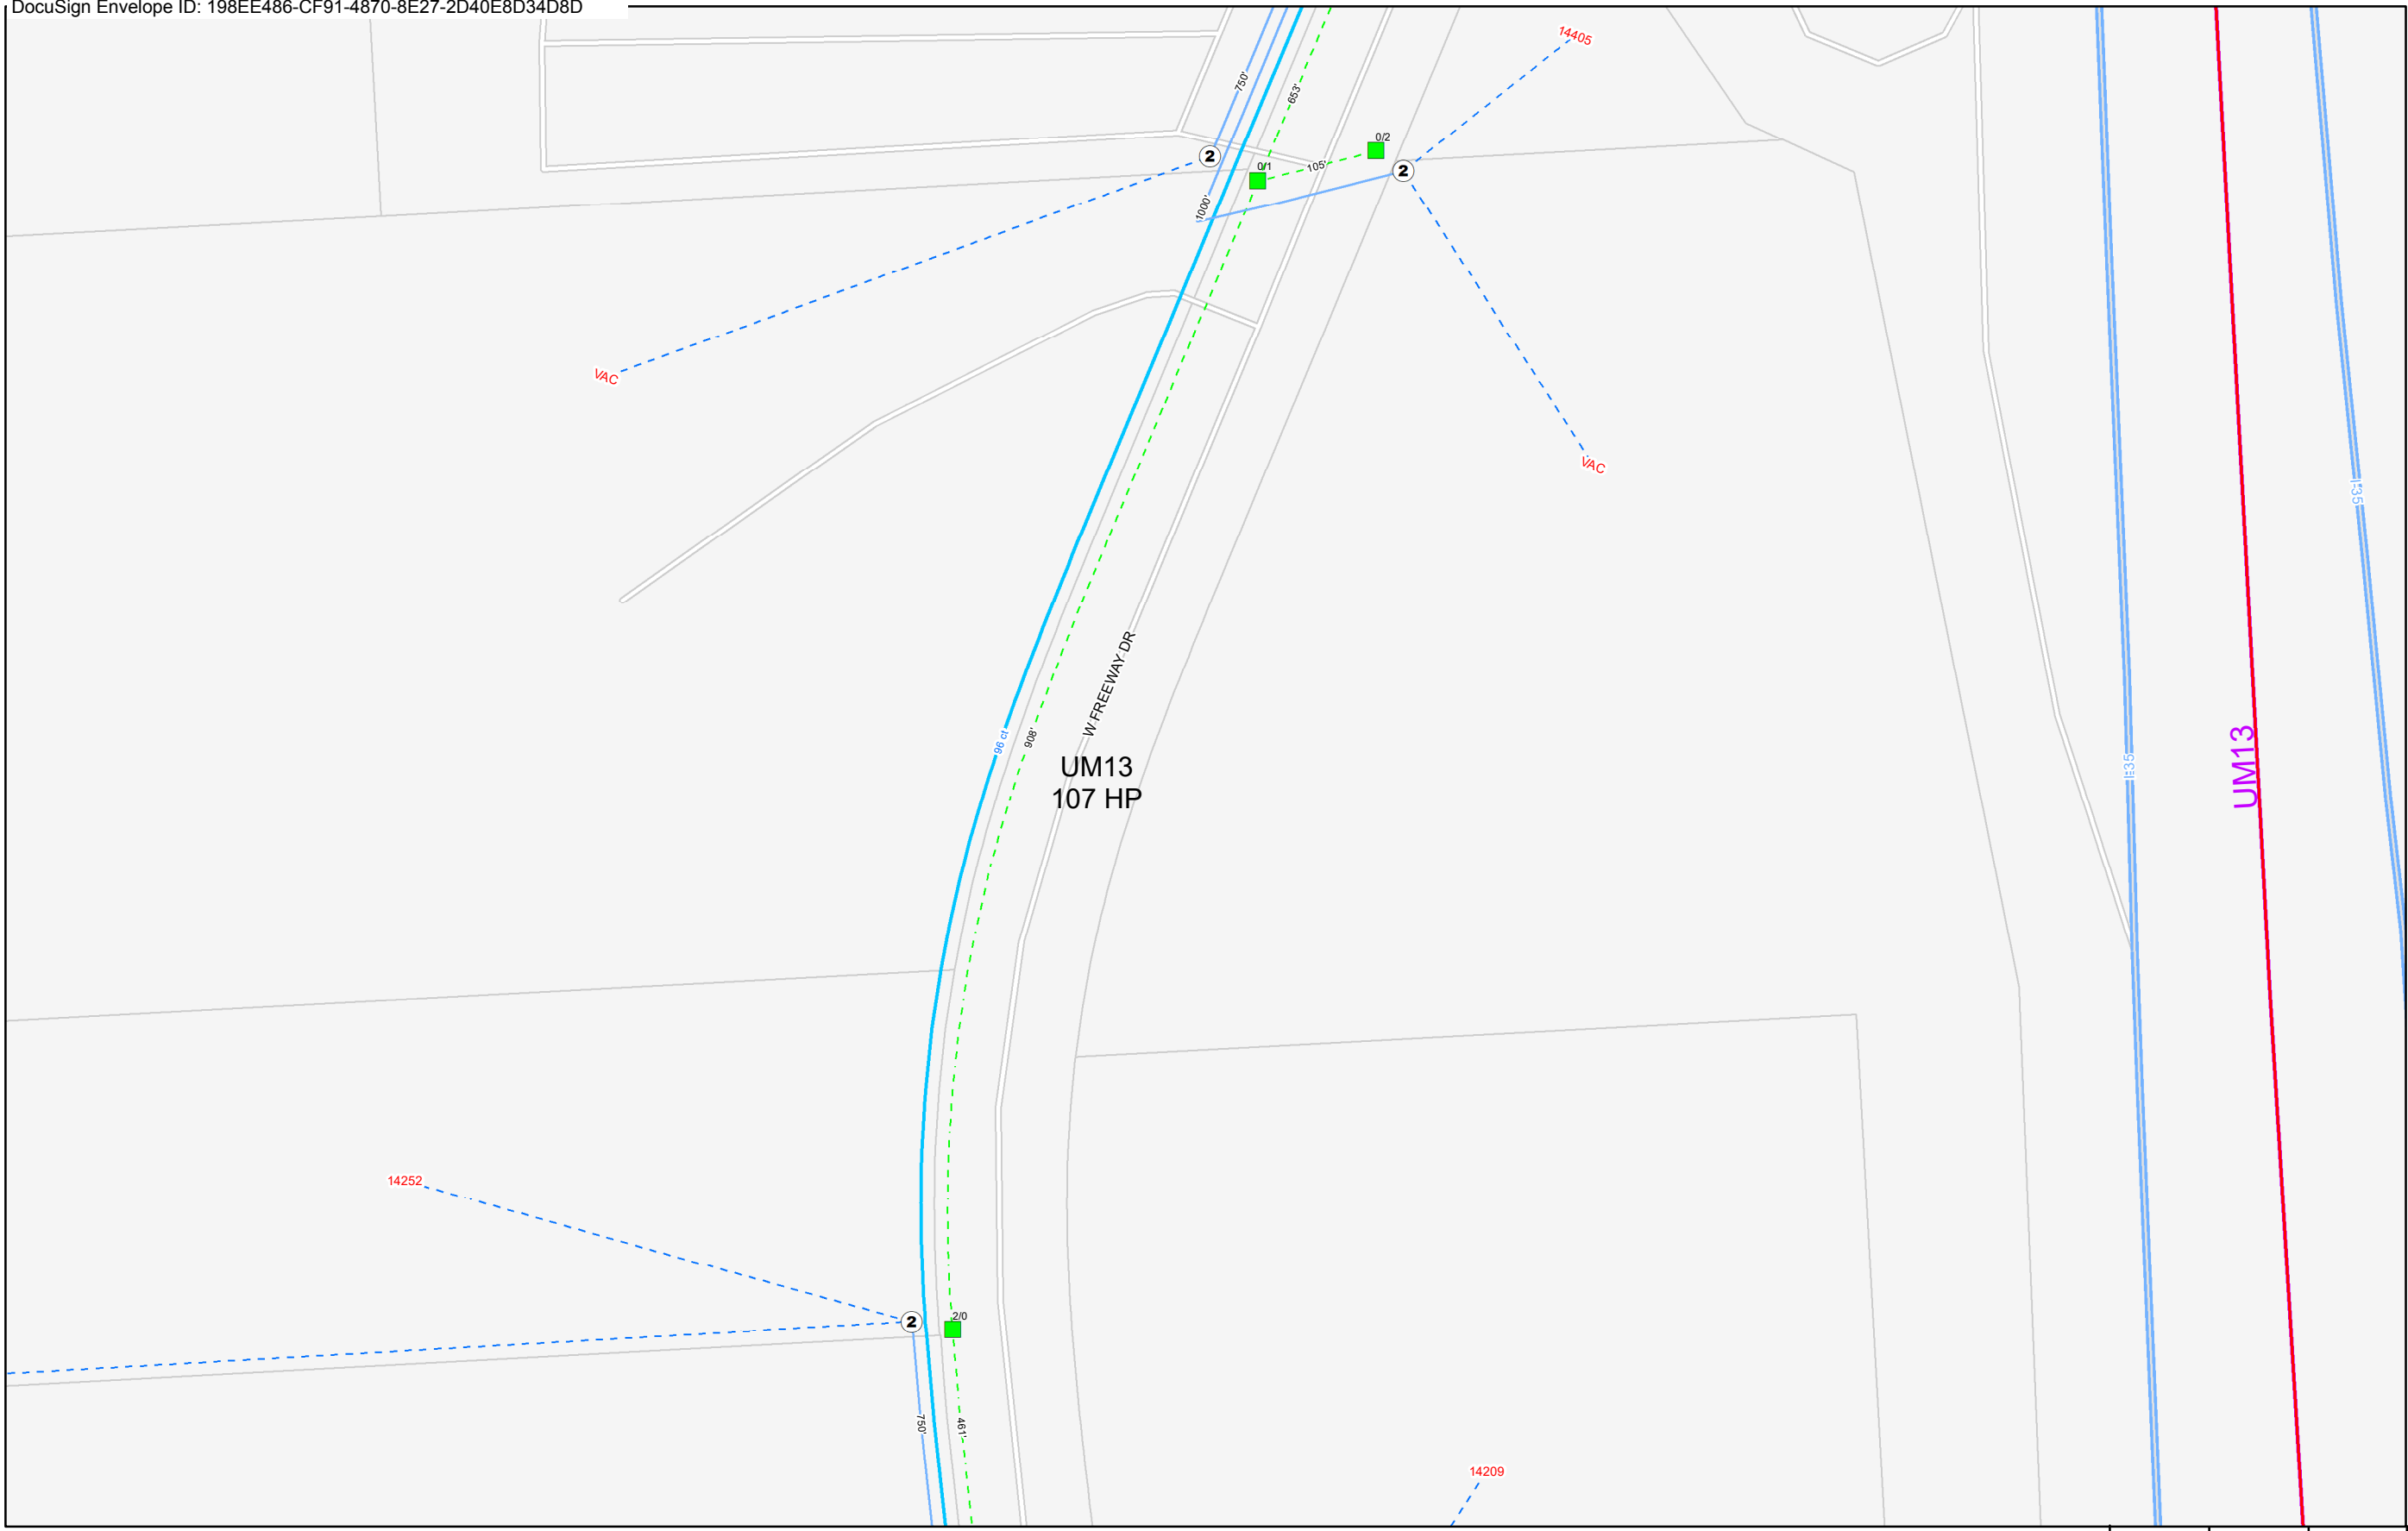 DocuSign Envelope ID: 198EE486-CF91-4870-8E27-2D40E8D34D8D
14405
750'
653'
0/2
2
105'
0/1
2
1000'
VAC
VAC
I-35
W FREEWAY DR
96 ct
908'
UM13
107 HP
I-35
UM13
14252
2
2/0
750'
461'
14209